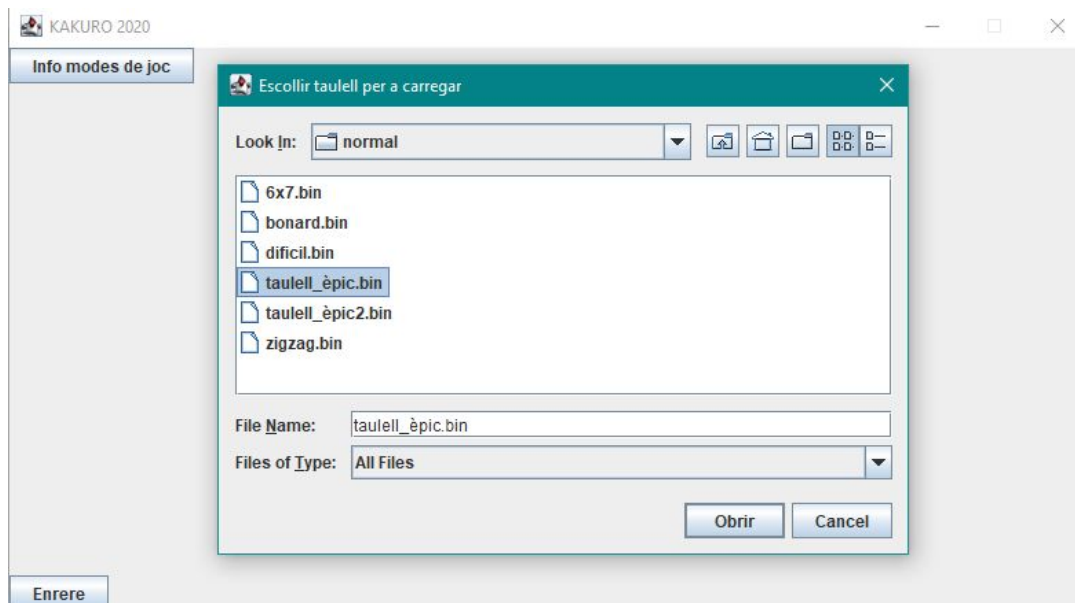 KAKURO 2020
Info modes de joc
Escollir taulell per a carregar
Look In: normal
6x7.bin
bonard.bin
dificil.bin
taulell_èpic.bin
taulell_èpic2.bin
zigzag.bin
File Name: taulell_èpic.bin
Files of Type: All Files
Obrir Cancel
Enrere